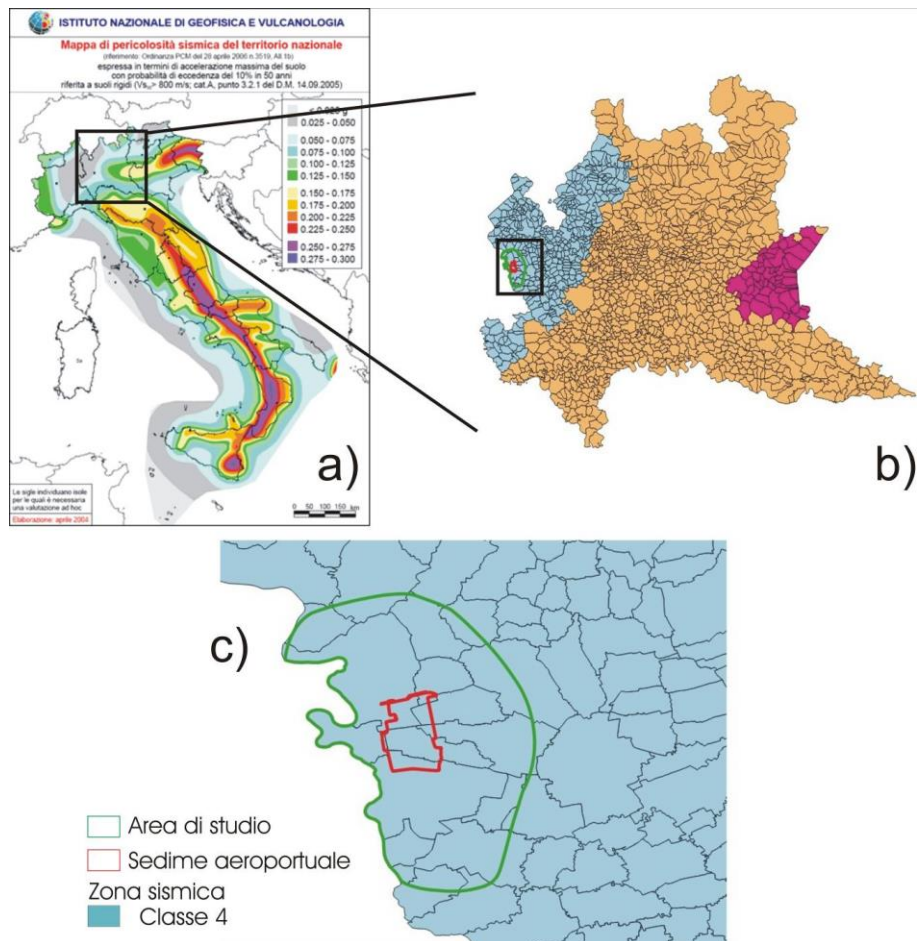 ISTITUTO NAZIONALE DI GEOFISICA E VULCANOLOGIA
Mappa di pericolosità sismica del territorio nazionale
(riferimento: Ordinanza PCM del 28 aprile 2006 n.3519, All.1b)
espressa in termini di accelerazione massima del suolo
con probabilità di eccedenza del 10% in 50 anni
riferita a suoli rigidi (Vs30> 800 m/s; cat.A, punto 3.2.1 del D.M. 14.09.2005)
0.025 - 0.050
0.050 - 0.075
0.075 - 0.100
0.100 - 0.125
0.125 - 0.150
0.150 - 0.175
0.175 - 0.200
0.200 - 0.225
0.225 - 0.250
0.250 - 0.275
0.275 - 0.300
a)
Le sigle individuano isole
per le quali è necessaria
una valutazione ad hoc
Elaborazione: aprile 2004
0 50 100 150 km
b)
c)
Area di studio
Sedime aeroportuale
Zona sismica
Classe 4